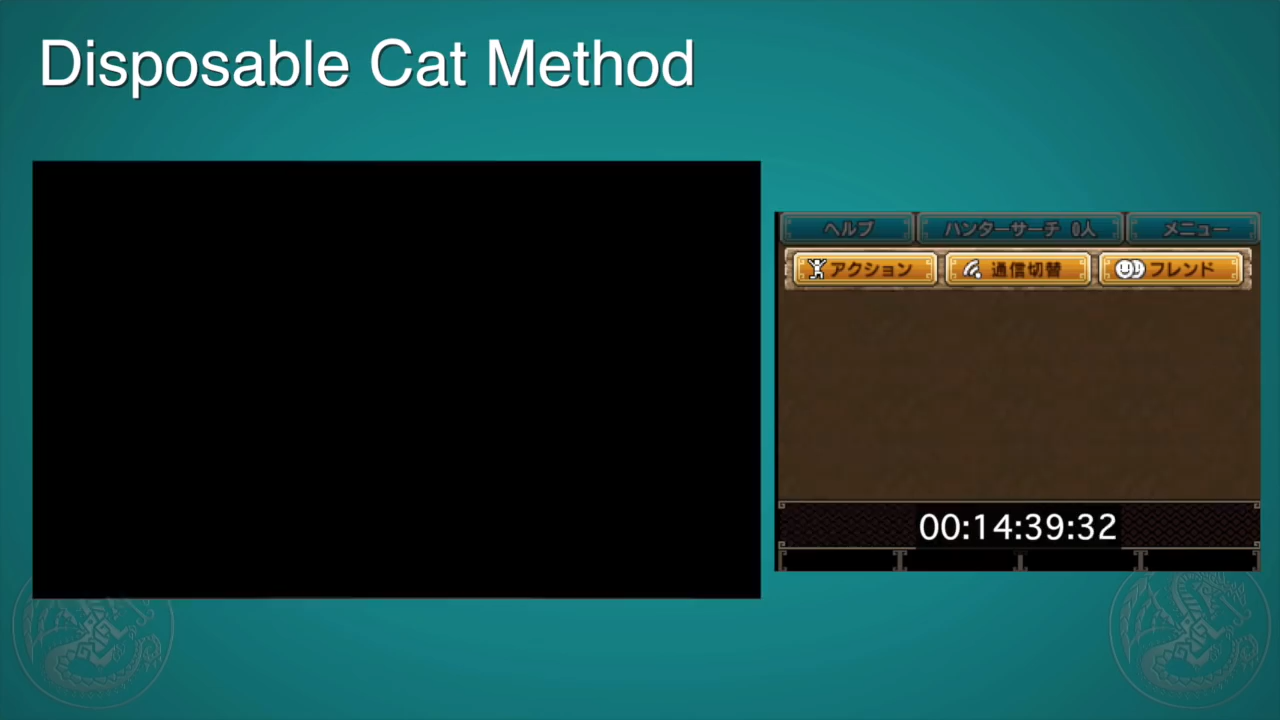 Disposable Cat Method
ヘルプ ハンターサーチ 0人 メニュー
アクション 通信切替 フレンド
00:14:39:32